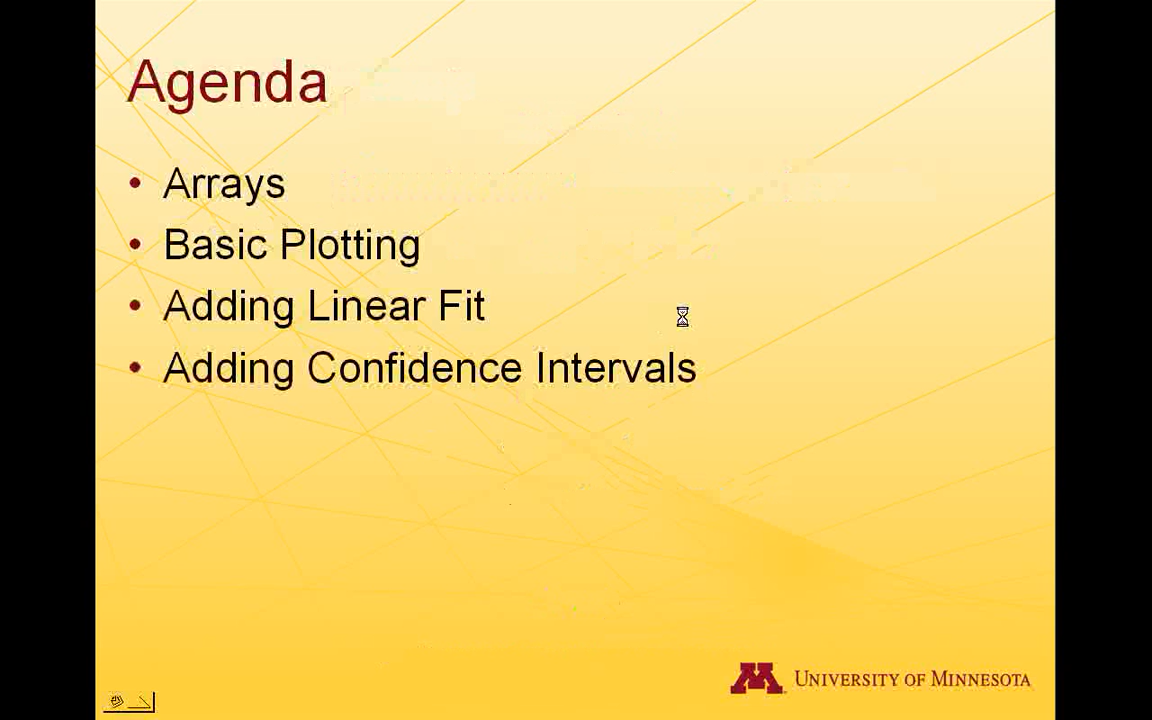 Agenda
• Arrays
• Basic Plotting
• Adding Linear Fit
• Adding Confidence Intervals
UNIVERSITY OF MINNESOTA